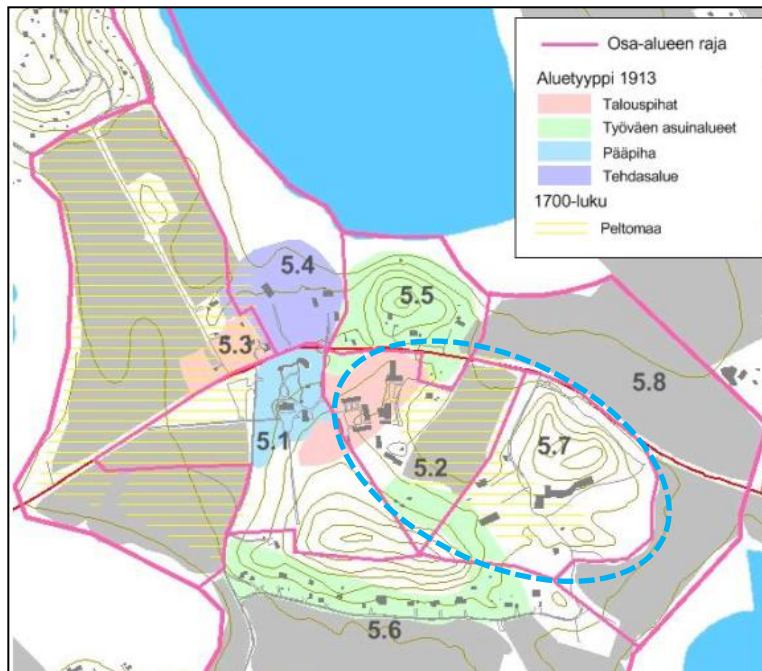 Osa-alueen raja
Aluetyyppi 1913
Talouspihat
Työväen asuinalueet
Pääpiha
Tehdasalue
1700-luku
Peltomaa
5.4
5.5
5.3
5.8
5.1
5.2
5.7
5.6